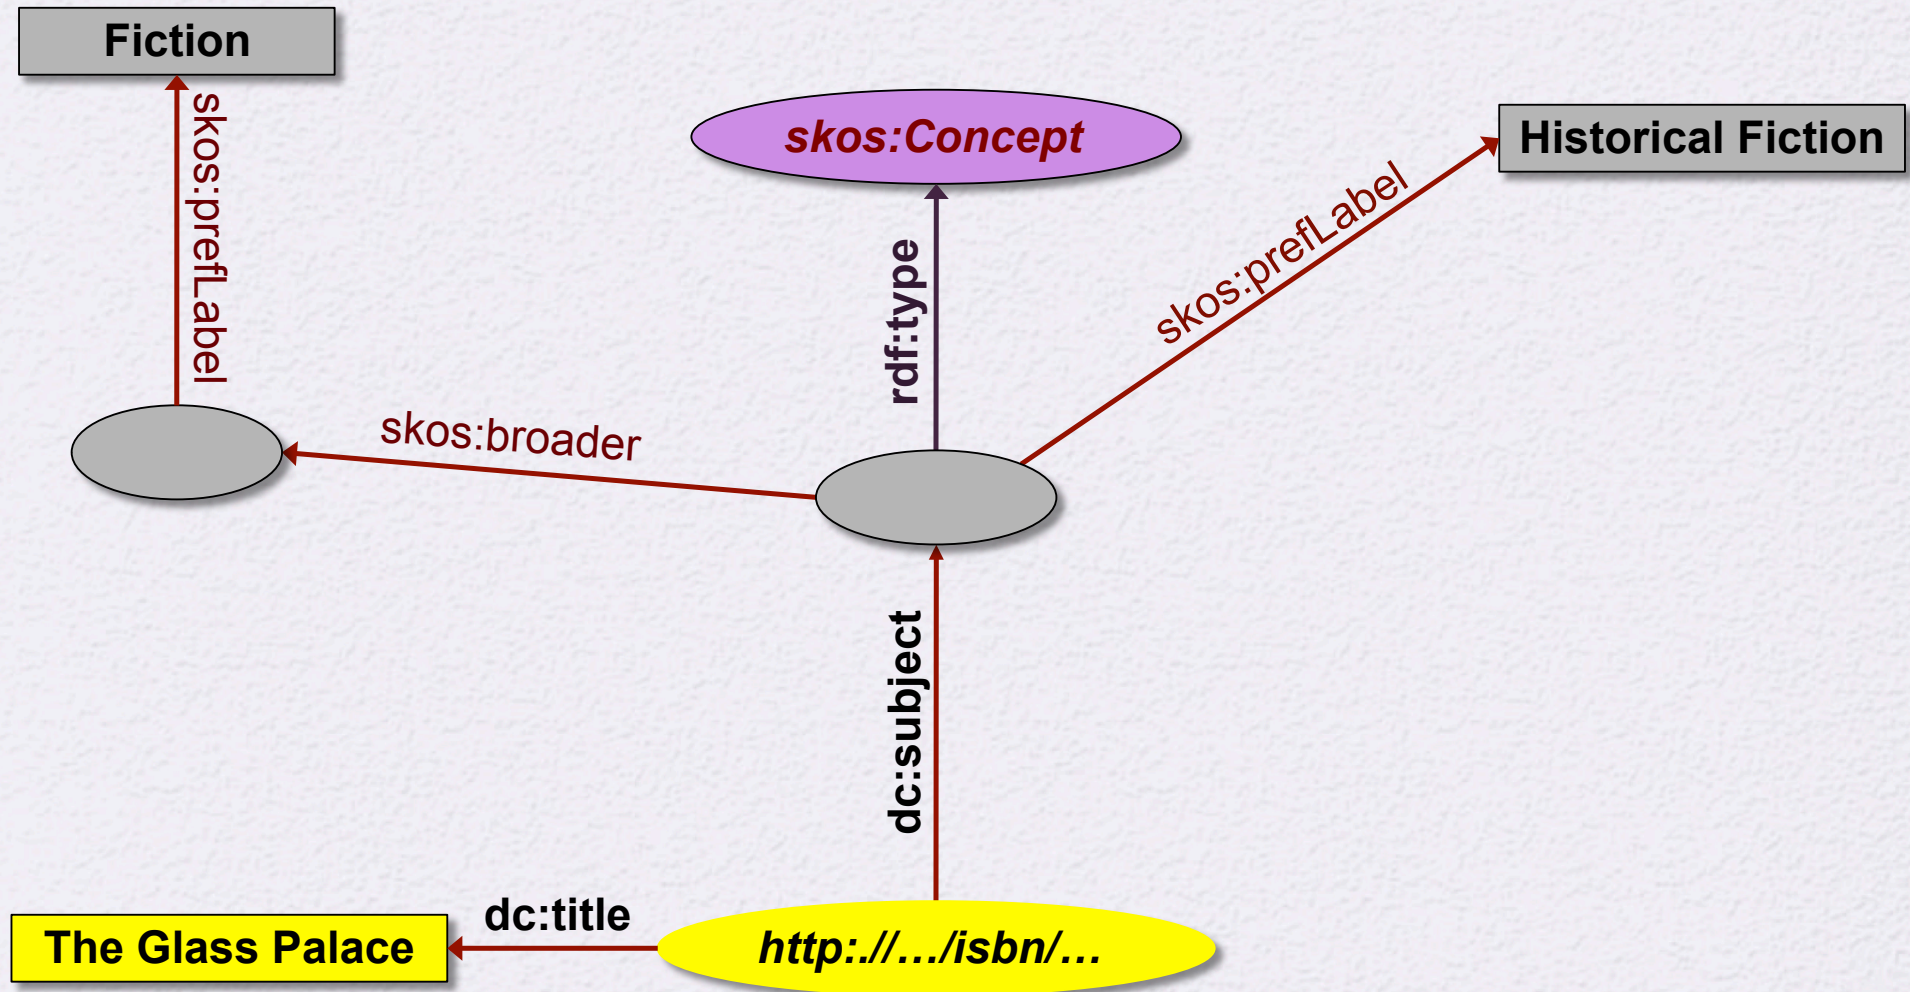 Fiction
skos:prefLabel
skos:Concept
Historical Fiction
skos:prefLabel
rdf:type
skos:broader
dc:subject
dc:title
The Glass Palace
http:://…/isbn/…